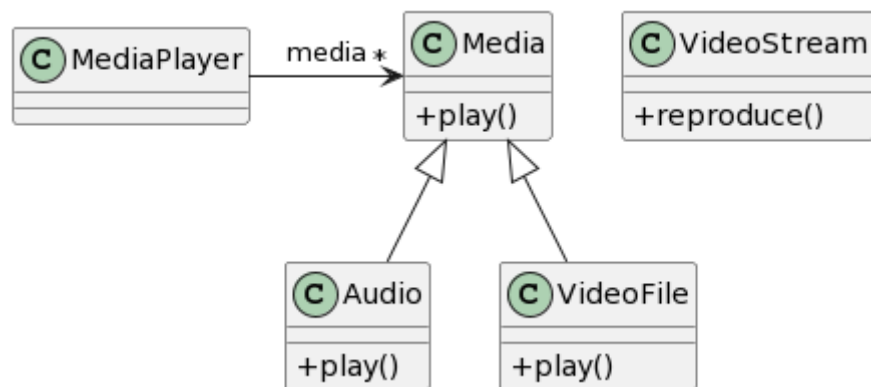 C MediaPlayer
media *
C Media
+play()
C VideoStream
+reproduce()
C Audio
+play()
C VideoFile
+play()